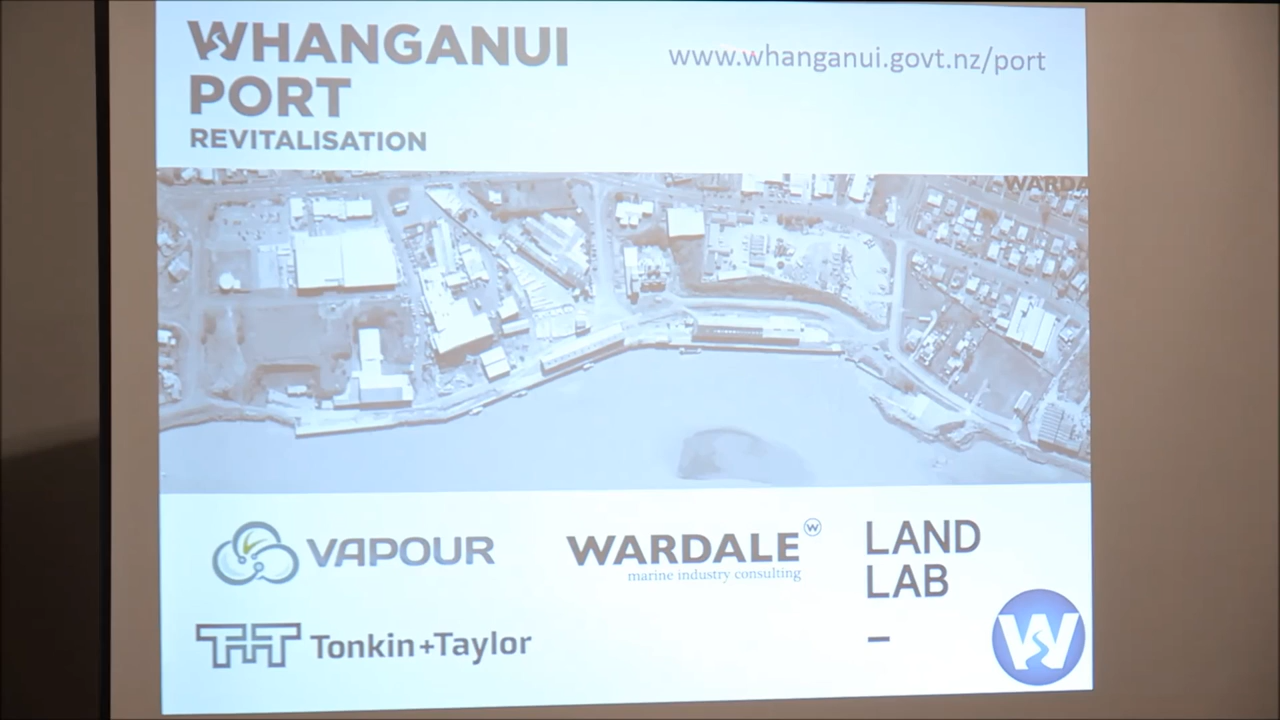 WHANGANUI
PORT
REVITALISATION
www.whanganui.govt.nz/port
WARDA
VAPOUR
WARDALE W
marine industry consulting
LAND
LAB
T+T Tonkin+Taylor
W